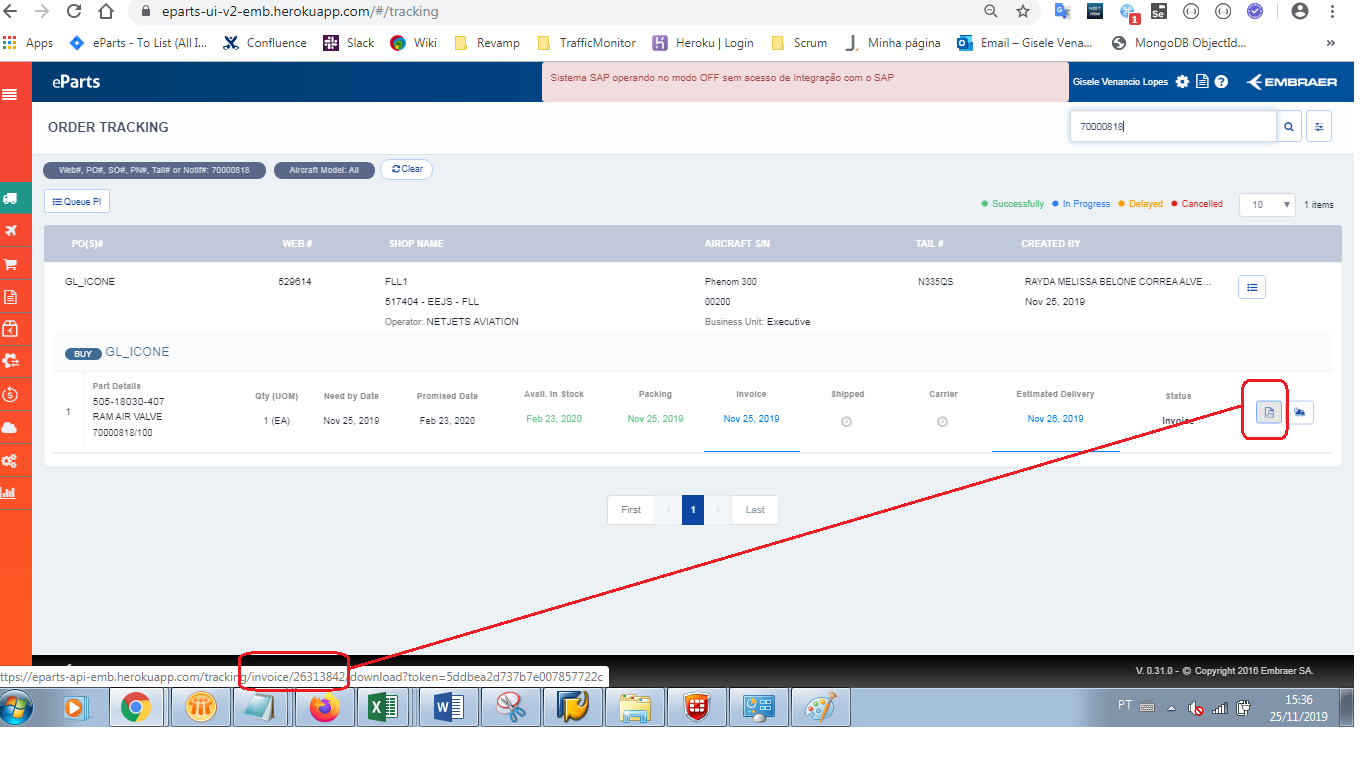 eparts-ui-v2-emb.herokuapp.com/#/tracking
1
Se
Apps
eParts - To List (All I...
Confluence
Slack
Wiki
Revamp
TrafficMonitor
Heroku | Login
Scrum
Minha página
Email – Gisele Vena...
MongoDB ObjectId...
»
eParts
Sistema SAP operando no modo OFF sem acesso de Integração com o SAP
Gisele Venancio Lopes
EMBRAER
ORDER TRACKING
70000818
Web#, PO#, SO#, PN#, Tail# or Notif#: 70000818
Aircraft Model: All
Clear
Queue PI
Successfully
In Progress
Delayed
Cancelled
10
1 items
PO(S)# WEB # SHOP NAME AIRCRAFT S/N TAIL # CREATED BY
GL_ICONE 529614 FLL1 Phenom 300 N335QS RAYDA MELISSA BELONE CORREA ALVE...
517404 - EEJS - FLL 00200 Nov 25, 2019
Operator: NETJETS AVIATION Business Unit: Executive
BUY GL_ICONE
Part Details Qty (UOM) Need by Date Promised Date Avail. In Stock Packing Invoice Shipped Carrier Estimated Delivery Status
1 505-18030-407
RAM AIR VALVE
70000818/100
1 (EA) Nov 25, 2019 Feb 23, 2020 Feb 23, 2020 Nov 25, 2019 Nov 25, 2019 Nov 26, 2019 Invoice
First < 1 > Last
V. 0.31.0 - © Copyright 2016 Embraer SA.
ttps://eparts-api-emb.herokuapp.com/tracking/invoice/26313842/download?token=5ddbea2d737b7e007857722c
PT
15:36
25/11/2019